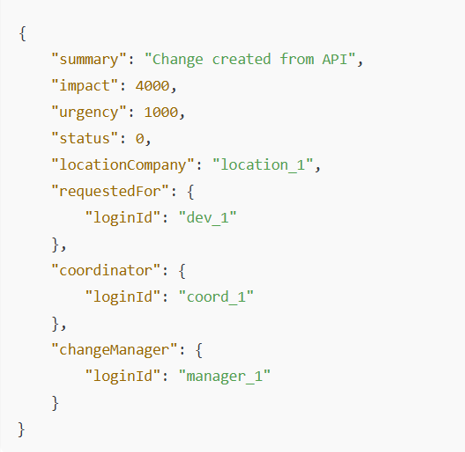 {
    "summary": "Change created from API",
    "impact": 4000,
    "urgency": 1000,
    "status": 0,
    "locationCompany": "location_1",
    "requestedFor": {
        "loginId": "dev_1"
    },
    "coordinator": {
        "loginId": "coord_1"
    },
    "changeManager": {
        "loginId": "manager_1"
    }
}